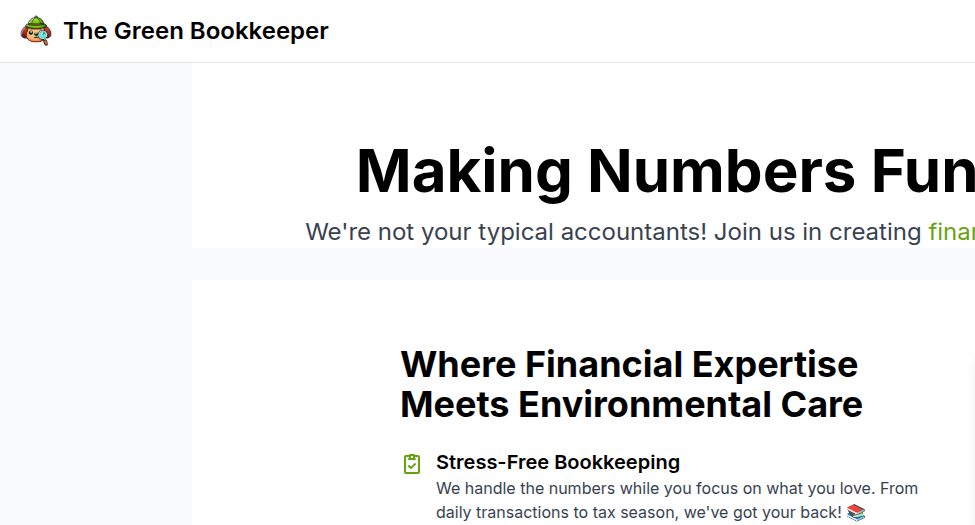 The Green Bookkeeper
Making Numbers Fun
We're not your typical accountants! Join us in creating
Where Financial Expertise
Meets Environmental Care
Stress-Free Bookkeeping
We handle the numbers while you focus on what you love. From
daily transactions to tax season, we've got your back! 📚